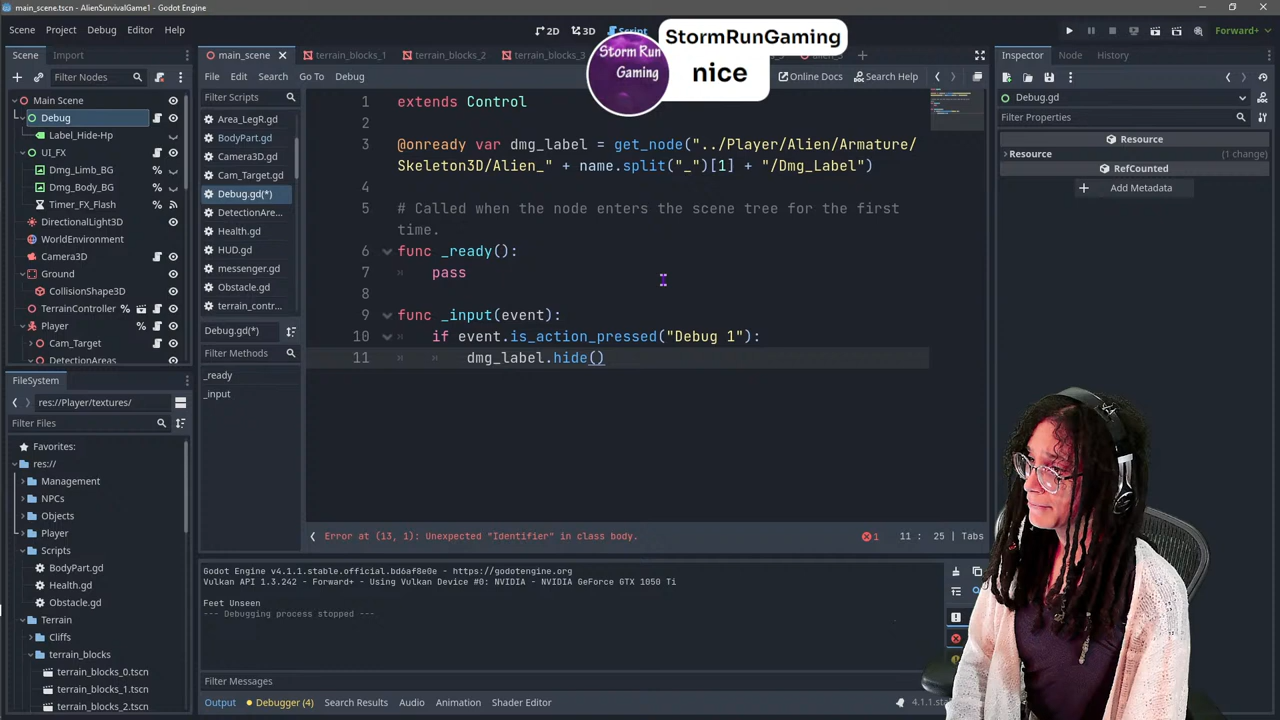 main_scene.tscn - AlienSurvivalGame1 - Godot Engine
Scene Project Debug Editor Help
2D 3D Script
Forward+
StormRunGaming
nice
Storm Run
Gaming
Scene Import
Filter Nodes
Main Scene
Debug
Label_Hide-Hp
UI_FX
Dmg_Limb_BG
Dmg_Body_BG
Timer_FX_Flash
DirectionalLight3D
WorldEnvironment
Camera3D
Ground
CollisionShape3D
TerrainController
Player
Cam_Target
DetectionAreas
FileSystem
res://Player/textures/
Filter Files
Favorites:
res://
Management
NPCs
Objects
Player
Scripts
BodyPart.gd
Health.gd
Obstacle.gd
Terrain
Cliffs
terrain_blocks
terrain_blocks_0.tscn
terrain_blocks_1.tscn
terrain_blocks_2.tscn
main_scene terrain_blocks_1 terrain_blocks_2 terrain_blocks_3
File Edit Search Go To Debug
Online Docs Search Help
Filter Scripts
Area_LegR.gd
BodyPart.gd
Camera3D.gd
Cam_Target.gd
Debug.gd(*)
DetectionArea...
Health.gd
HUD.gd
messenger.gd
Obstacle.gd
terrain_contr...
Debug.gd(*)
Filter Methods
_ready
_input
1 extends Control
2
3 @onready var dmg_label = get_node("../Player/Alien/Armature/
Skeleton3D/Alien_" + name.split("_")[1] + "/Dmg_Label")
4
5 # Called when the node enters the scene tree for the first
time.
6 func _ready():
7 pass
8
9 func _input(event):
10 if event.is_action_pressed("Debug 1"):
11 dmg_label.hide()
Error at (13, 1): Unexpected "Identifier" in class body.
1 11 : 25 | Tabs
Godot Engine v4.1.1.stable.official.bd6af8e0e - https://godotengine.org
Vulkan API 1.3.242 - Forward+ - Using Vulkan Device #0: NVIDIA - NVIDIA GeForce GTX 1050 Ti
Feet Unseen
--- Debugging process stopped ---
Filter Messages
Output Debugger (4) Search Results Audio Animation Shader Editor
Inspector Node History
Debug.gd
Filter Properties
Resource
Resource (1 change)
RefCounted
Add Metadata